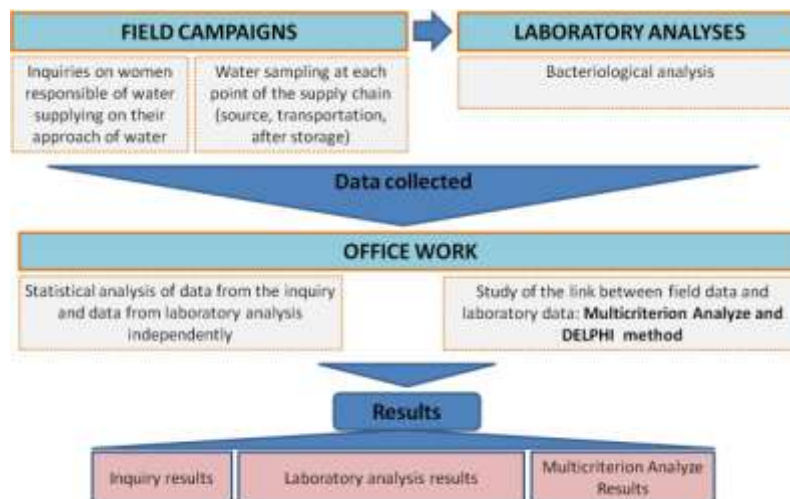 FIELD CAMPAIGNS
LABORATORY ANALYSES
Inquiries on women
responsible of water
supplying on their
approach of water
Water sampling at each
point of the supply chain
(source, transportation,
after storage)
Bacteriological analysis
Data collected
OFFICE WORK
Statistical analysis of data from the inquiry
and data from laboratory analysis
independently
Study of the link between field data and
laboratory data: Multicriterion Analyze and
DELPHI method
Results
Inquiry results
Laboratory analysis results
Multicriterion Analyze
Results